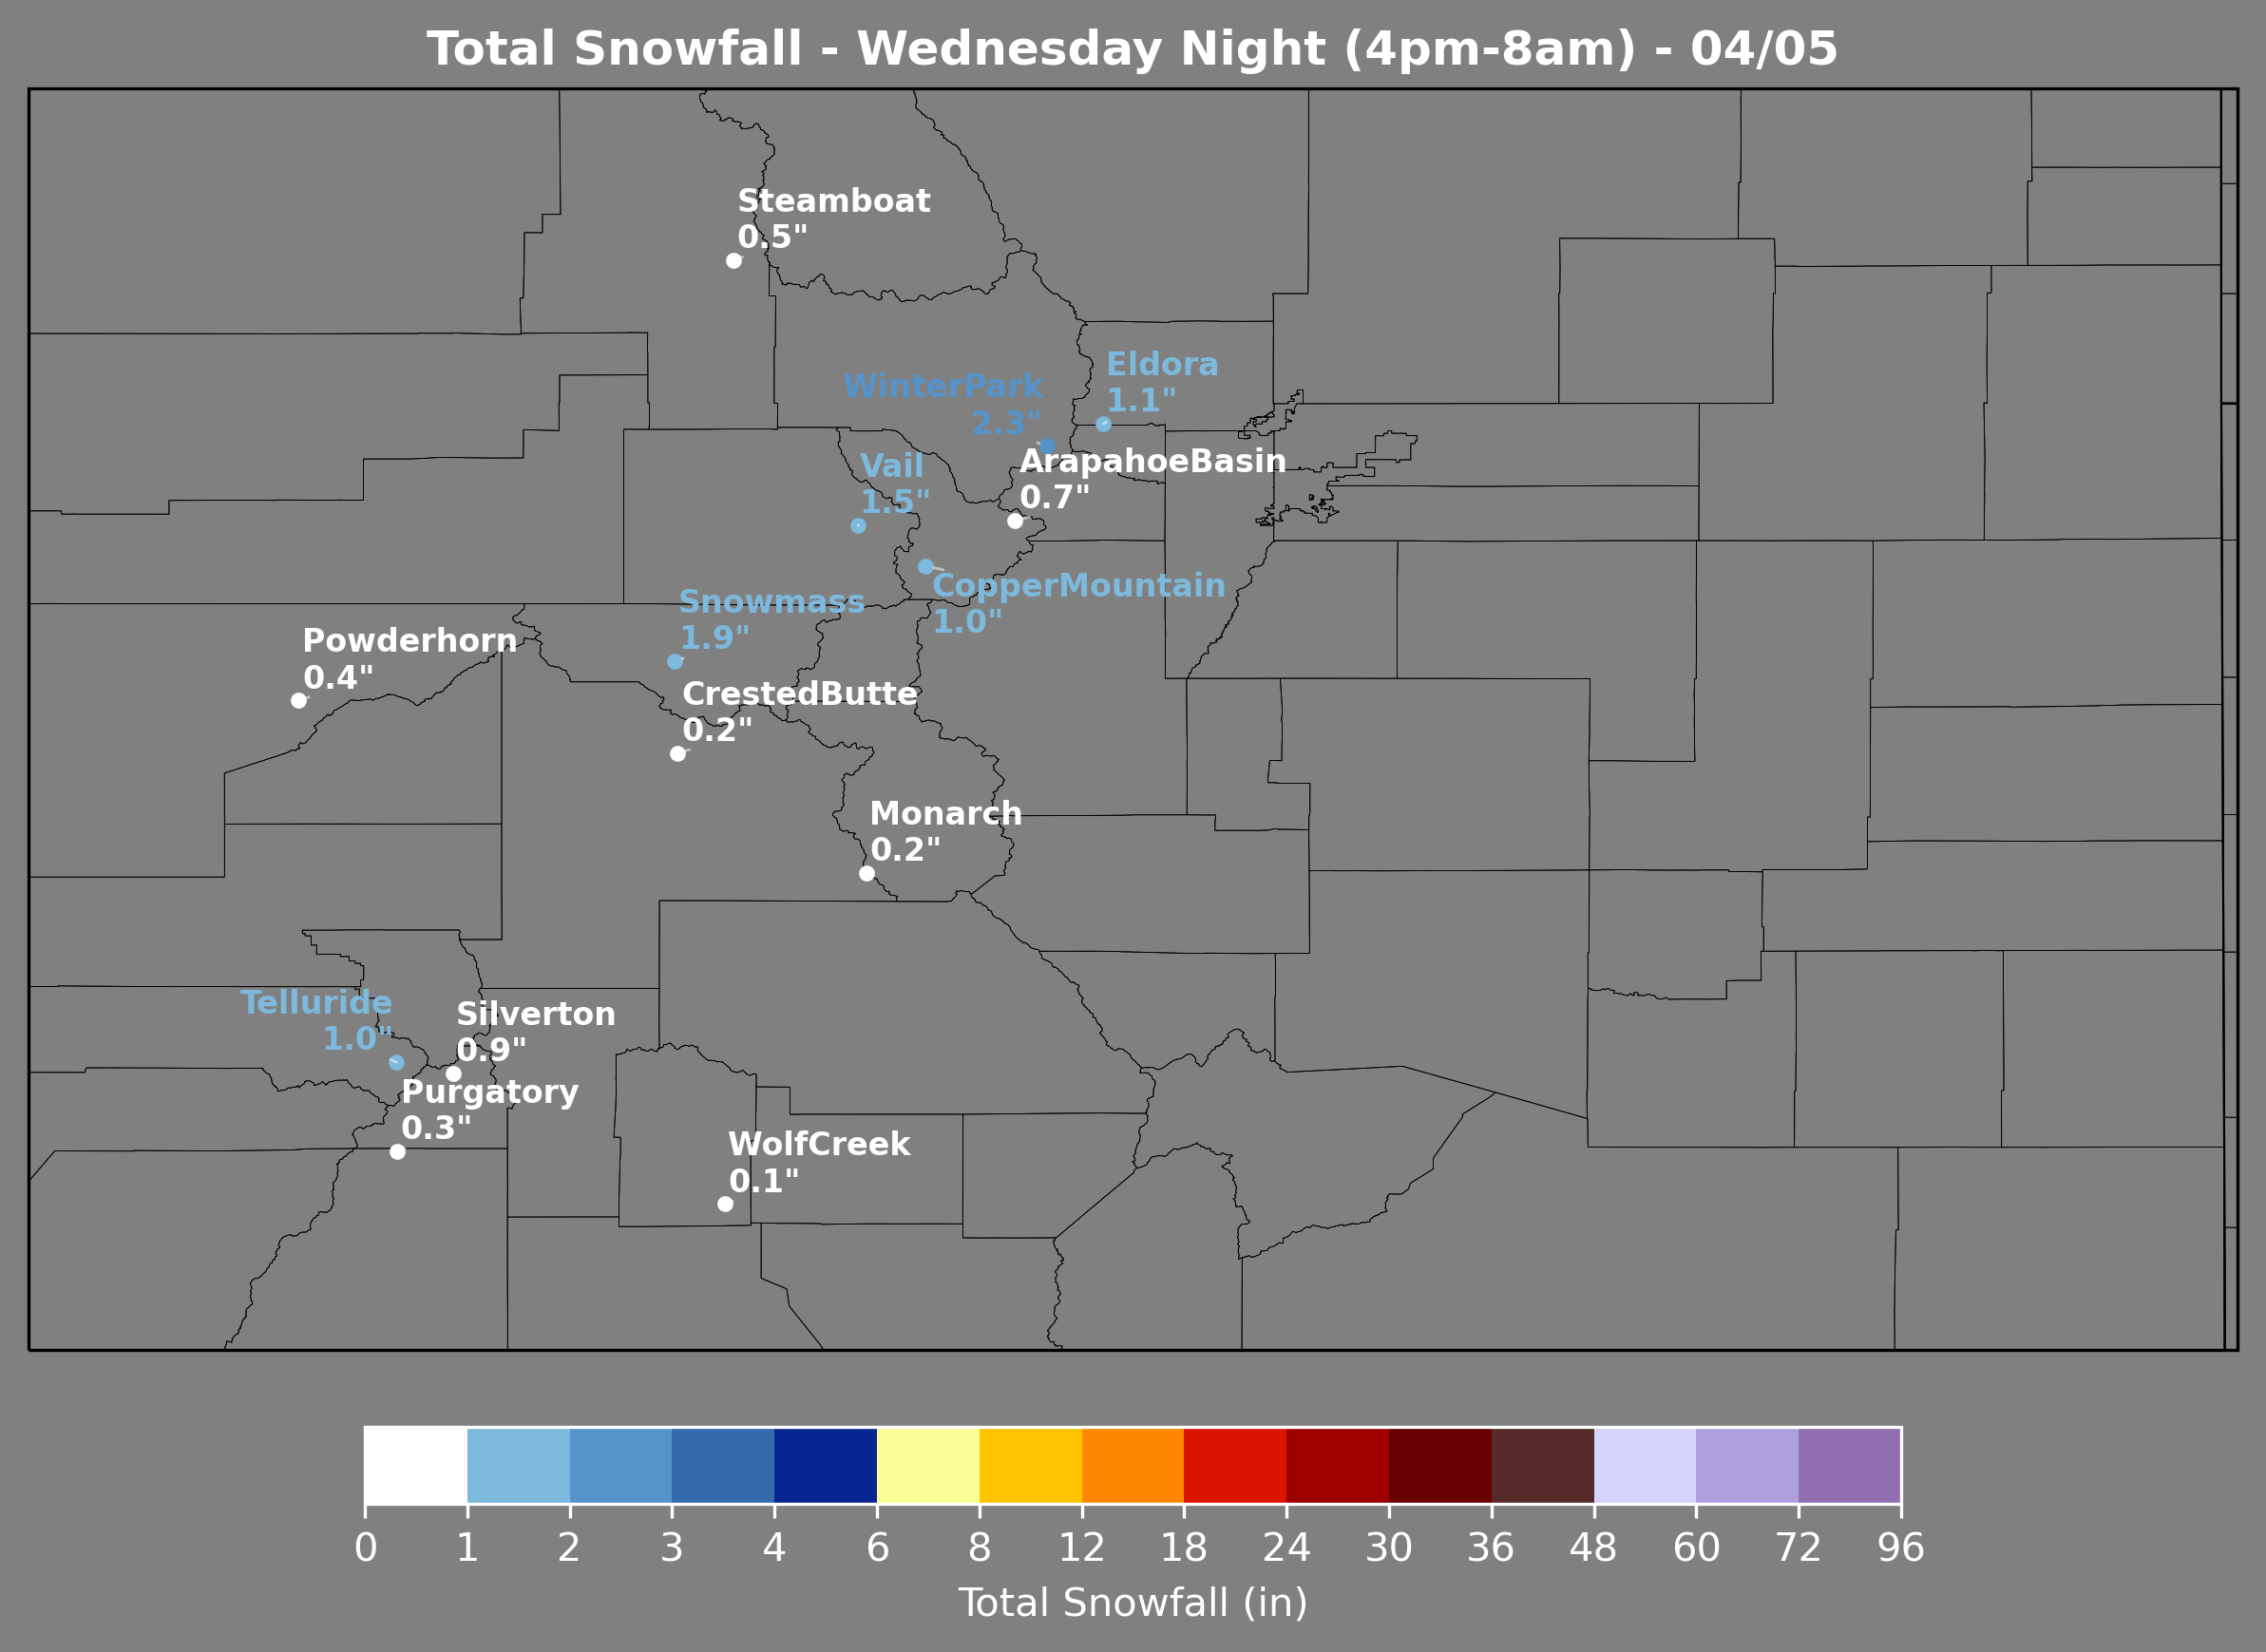 Total Snowfall - Wednesday Night (4pm-8am) - 04/05
Steamboat
0.5"
Eldora
1.1"
WinterPark
2.3"
ArapahoeBasin
0.7"
Vail
1.5"
CopperMountain
1.0"
Snowmass
1.9"
Powderhorn
0.4"
CrestedButte
0.2"
Monarch
0.2"
Telluride
1.0"
Silverton
0.9"
Purgatory
0.3"
WolfCreek
0.1"
0 1 2 3 4 6 8 12 18 24 30 36 48 60 72 96
Total Snowfall (in)